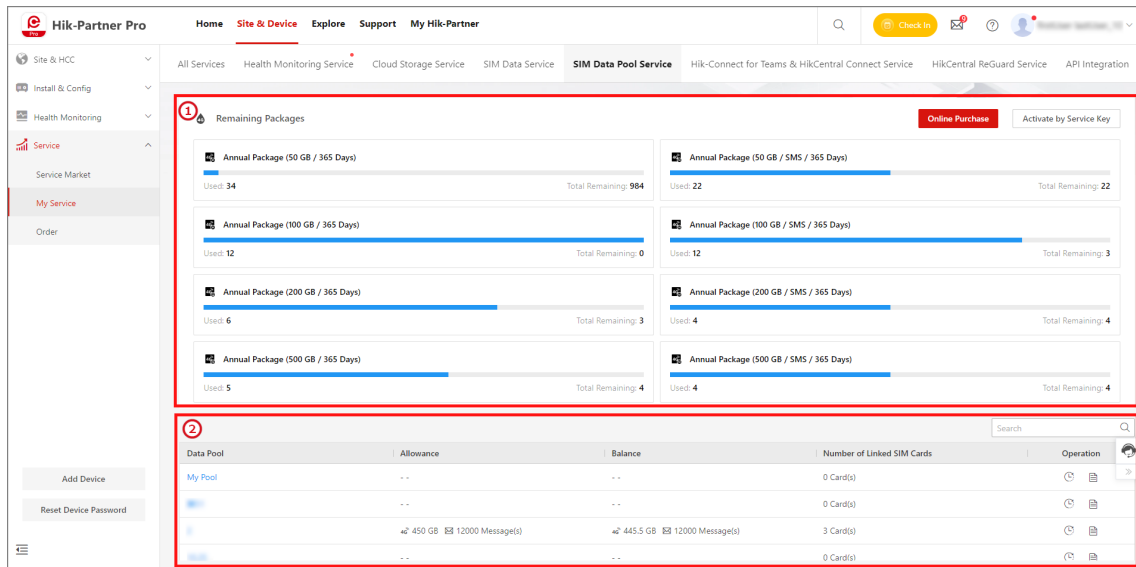 Hik-Partner Pro
Pro
Home Site & Device Explore Support My Hik-Partner
Check In
9
Site & HCC
Install & Config
Health Monitoring
Service
Service Market
My Service
Order
Add Device
Reset Device Password
All Services Health Monitoring Service Cloud Storage Service SIM Data Service SIM Data Pool Service Hik-Connect for Teams & HikCentral Connect Service HikCentral ReGuard Service API Integration
1
Remaining Packages
Online Purchase Activate by Service Key
Annual Package (50 GB / 365 Days)
Used: 34 Total Remaining: 984
Annual Package (50 GB / SMS / 365 Days)
Used: 22 Total Remaining: 22
Annual Package (100 GB / 365 Days)
Used: 12 Total Remaining: 0
Annual Package (100 GB / SMS / 365 Days)
Used: 12 Total Remaining: 3
Annual Package (200 GB / 365 Days)
Used: 6 Total Remaining: 3
Annual Package (200 GB / SMS / 365 Days)
Used: 4 Total Remaining: 4
Annual Package (500 GB / 365 Days)
Used: 5 Total Remaining: 4
Annual Package (500 GB / SMS / 365 Days)
Used: 4 Total Remaining: 4
2
Search
Data Pool Allowance Balance Number of Linked SIM Cards Operation
My Pool - - - - 0 Card(s)
- - - - 0 Card(s)
450 GB 12000 Message(s) 445.5 GB 12000 Message(s) 3 Card(s)
- - - - 0 Card(s)